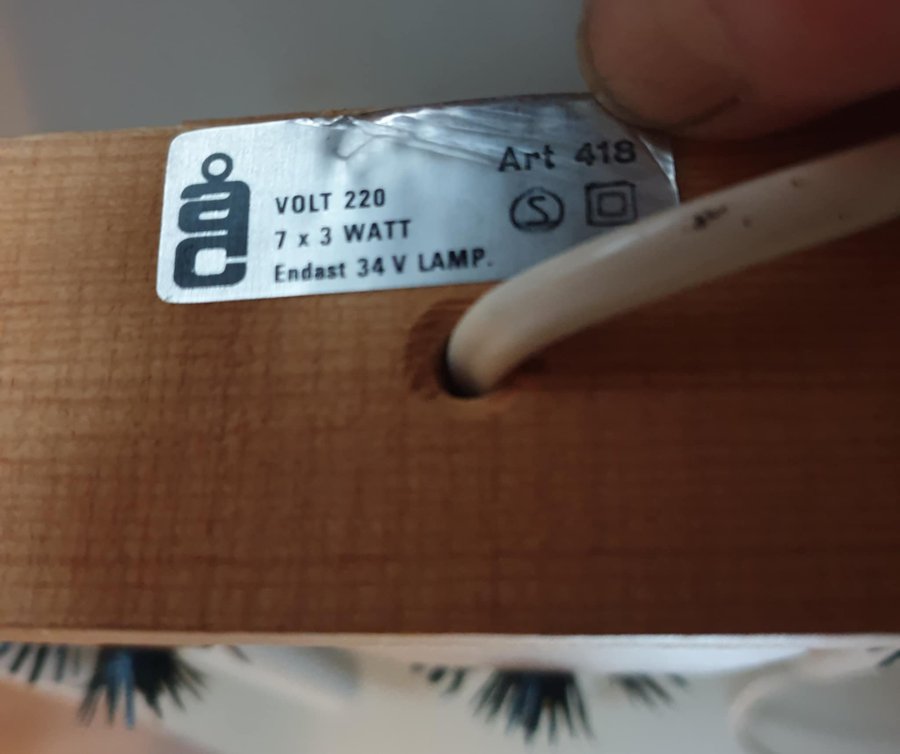 Art 418
VOLT 220
7 x 3 WATT
Endast 34 V LAMP.
S